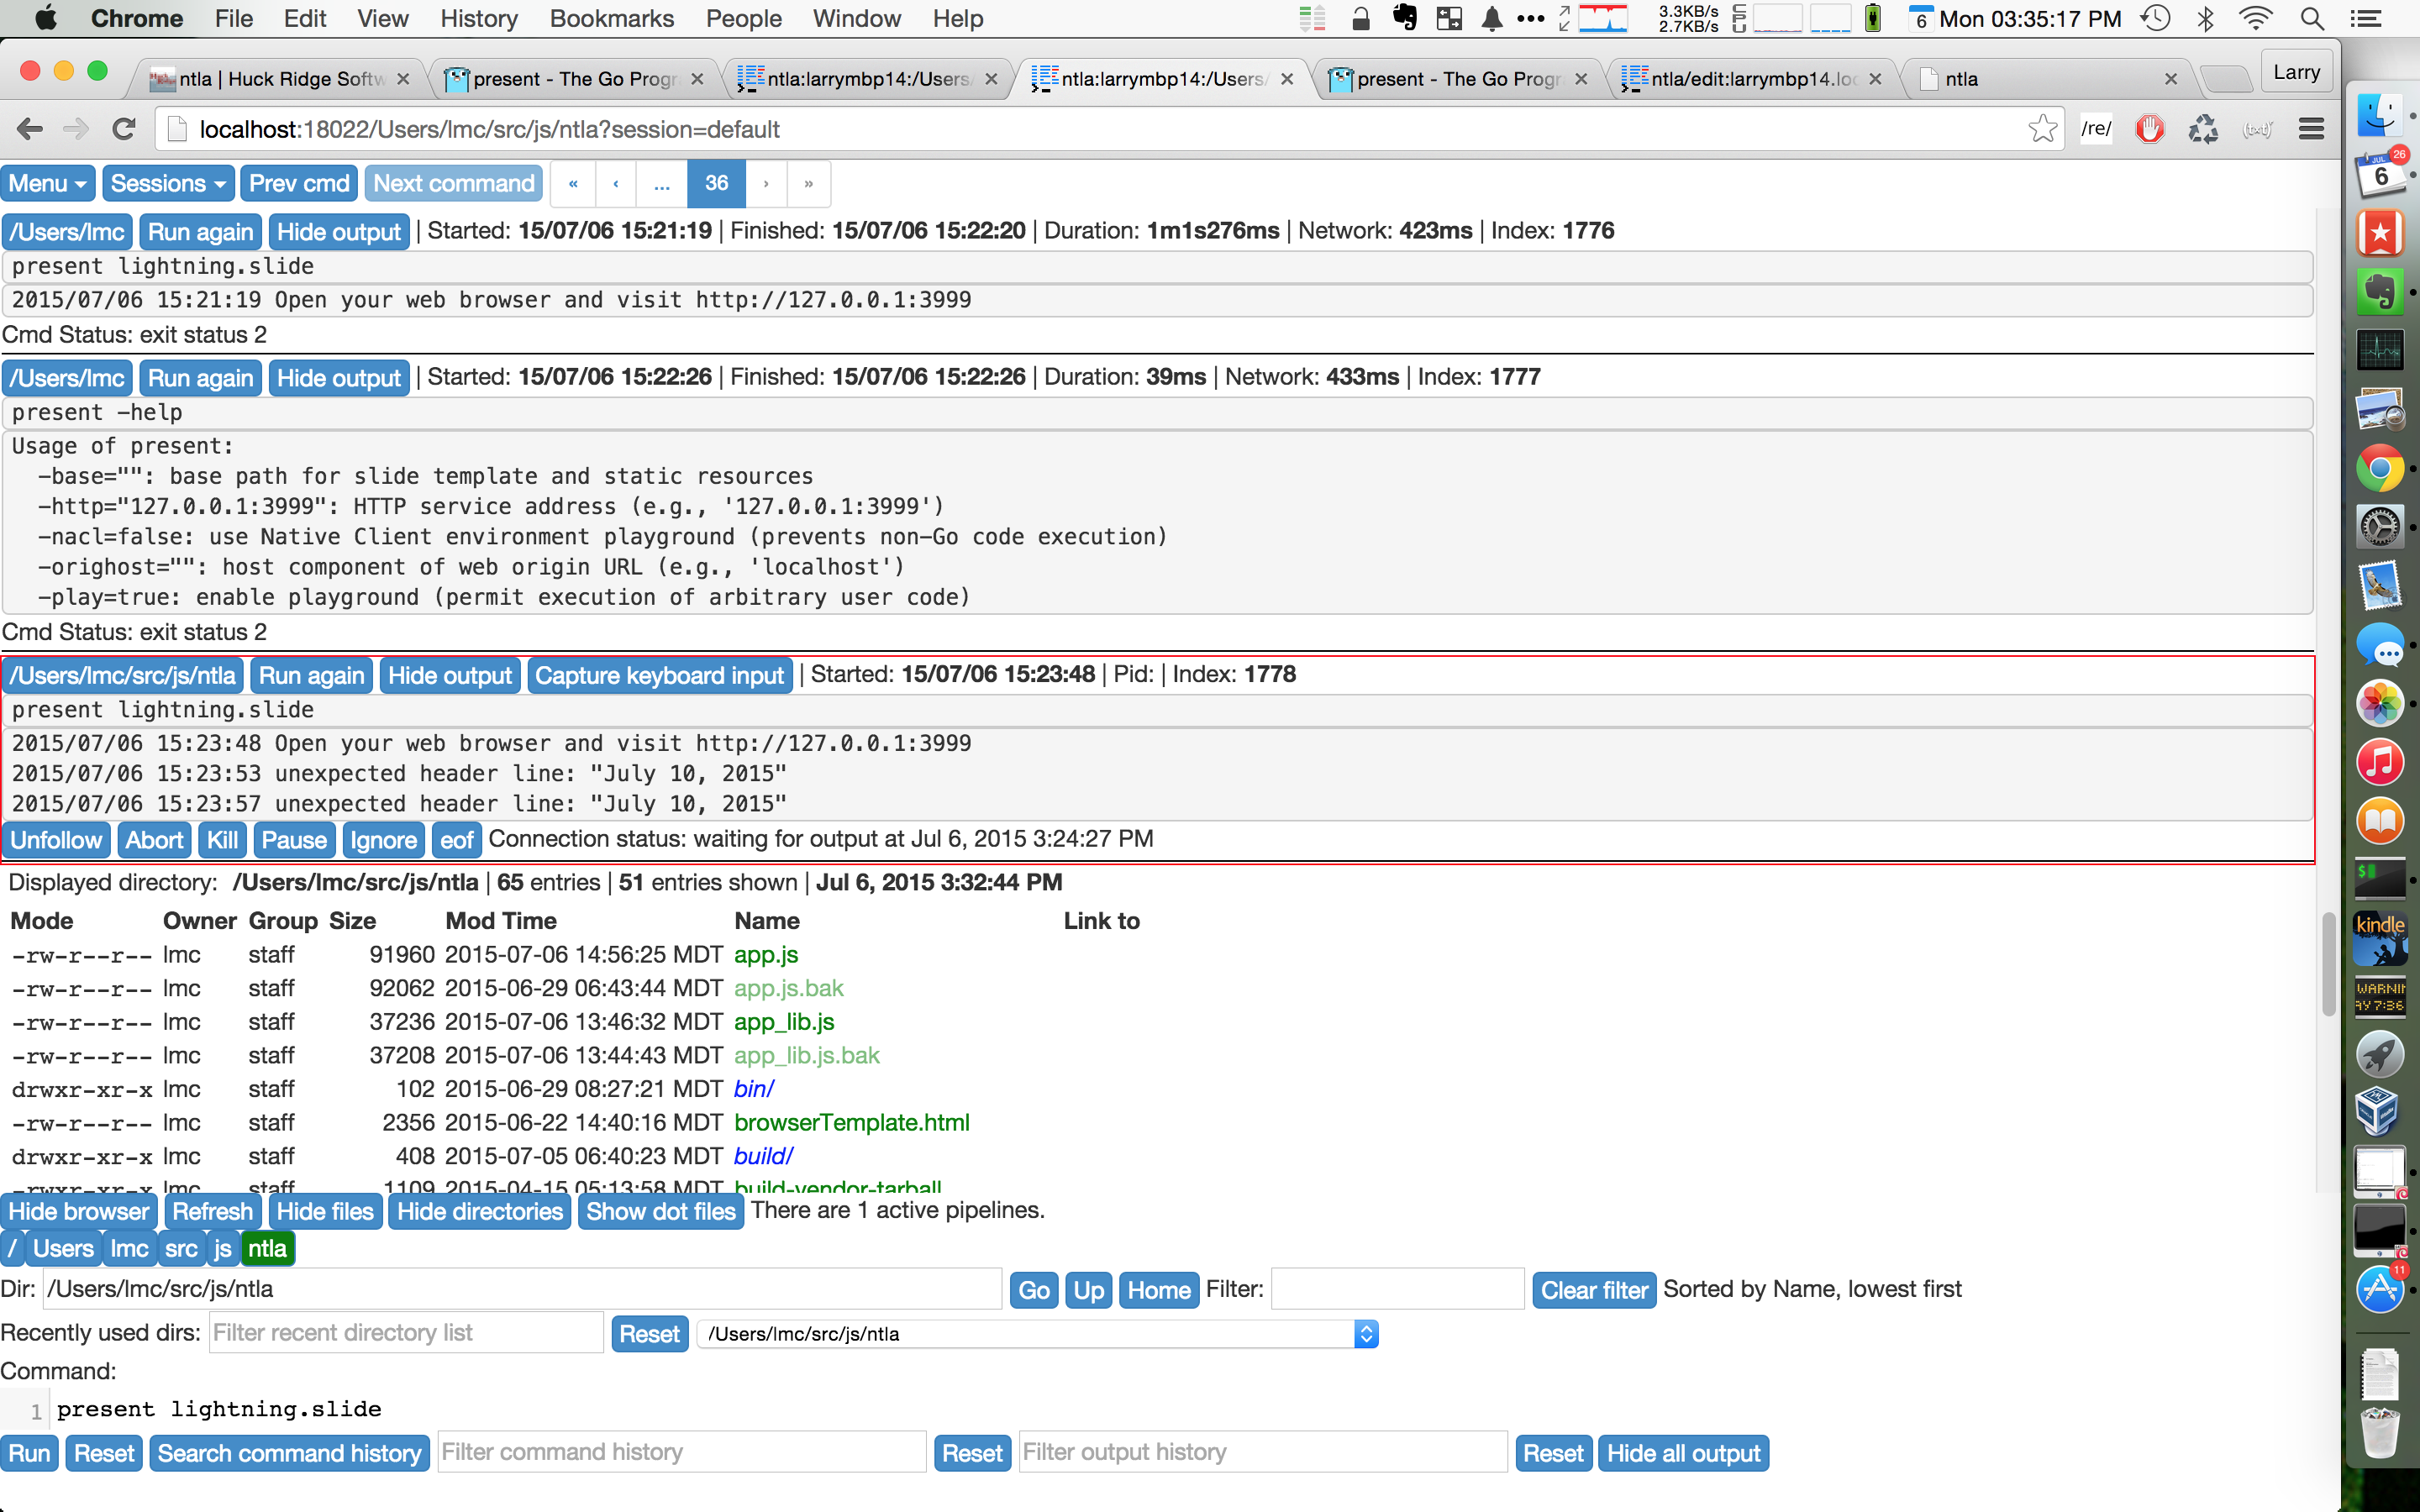 Chrome File Edit View History Bookmarks People Window Help 3.3KB/s 2.7KB/s CPU 6 Mon 03:35:17 PM
ntla | Huck Ridge Softw present - The Go Progr ntla:larrymbp14:/Users/ ntla:larrymbp14:/Users/ present - The Go Progr ntla/edit:larrymbp14.loc ntla Larry
localhost:18022/Users/lmc/src/js/ntla?session=default /re/ (txt)
Menu Sessions Prev cmd Next command « ‹ ... 36 › »
/Users/lmc Run again Hide output | Started: 15/07/06 15:21:19 | Finished: 15/07/06 15:22:20 | Duration: 1m1s276ms | Network: 423ms | Index: 1776
present lightning.slide
2015/07/06 15:21:19 Open your web browser and visit http://127.0.0.1:3999
Cmd Status: exit status 2
/Users/lmc Run again Hide output | Started: 15/07/06 15:22:26 | Finished: 15/07/06 15:22:26 | Duration: 39ms | Network: 433ms | Index: 1777
present -help
Usage of present:
-base="": base path for slide template and static resources
-http="127.0.0.1:3999": HTTP service address (e.g., '127.0.0.1:3999')
-nacl=false: use Native Client environment playground (prevents non-Go code execution)
-orighost="": host component of web origin URL (e.g., 'localhost')
-play=true: enable playground (permit execution of arbitrary user code)
Cmd Status: exit status 2
/Users/lmc/src/js/ntla Run again Hide output Capture keyboard input | Started: 15/07/06 15:23:48 | Pid: | Index: 1778
present lightning.slide
2015/07/06 15:23:48 Open your web browser and visit http://127.0.0.1:3999
2015/07/06 15:23:53 unexpected header line: "July 10, 2015"
2015/07/06 15:23:57 unexpected header line: "July 10, 2015"
Unfollow Abort Kill Pause Ignore eof Connection status: waiting for output at Jul 6, 2015 3:24:27 PM
Displayed directory: /Users/lmc/src/js/ntla | 65 entries | 51 entries shown | Jul 6, 2015 3:32:44 PM
Mode Owner Group Size Mod Time Name Link to
-rw-r--r-- lmc staff 91960 2015-07-06 14:56:25 MDT app.js
-rw-r--r-- lmc staff 92062 2015-06-29 06:43:44 MDT app.js.bak
-rw-r--r-- lmc staff 37236 2015-07-06 13:46:32 MDT app_lib.js
-rw-r--r-- lmc staff 37208 2015-07-06 13:44:43 MDT app_lib.js.bak
drwxr-xr-x lmc staff 102 2015-06-29 08:27:21 MDT bin/
-rw-r--r-- lmc staff 2356 2015-06-22 14:40:16 MDT browserTemplate.html
drwxr-xr-x lmc staff 408 2015-07-05 06:40:23 MDT build/
-rwxr-xr-x lmc staff 1109 2015-04-15 05:13:58 MDT build-vendor-tarball
Hide browser Refresh Hide files Hide directories Show dot files There are 1 active pipelines.
/ Users lmc src js ntla
Dir: /Users/lmc/src/js/ntla Go Up Home Filter: Clear filter Sorted by Name, lowest first
Recently used dirs: Filter recent directory list Reset /Users/lmc/src/js/ntla
Command:
1 present lightning.slide
Run Reset Search command history Filter command history Reset Filter output history Reset Hide all output
JUL 26
6
$
kindle
WARNIN
AY 7:36
11